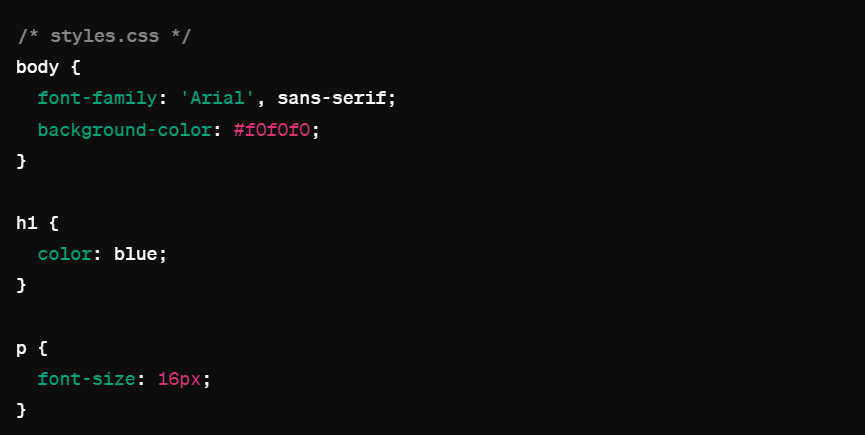 /* styles.css */
body {
  font-family: 'Arial', sans-serif;
  background-color: #f0f0f0;
}

h1 {
  color: blue;
}

p {
  font-size: 16px;
}